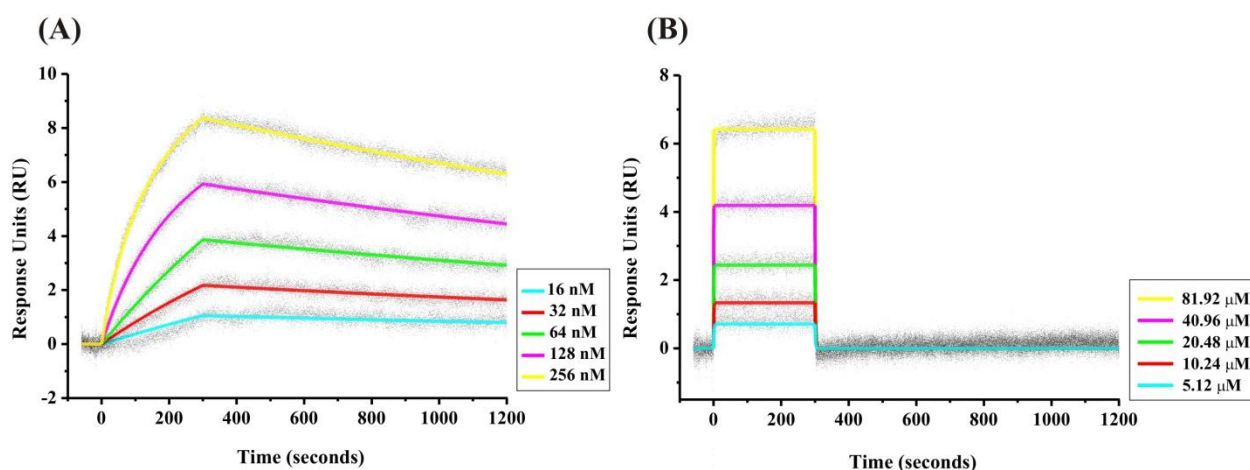 (A)
Response Units (RU)
10
8
6
4
2
0
-2
0 200 400 600 800 1000 1200
Time (seconds)
16 nM
32 nM
64 nM
128 nM
256 nM
(B)
Response Units (RU)
8
6
4
2
0
0 200 400 600 800 1000 1200
Time (seconds)
81.92 μM
40.96 μM
20.48 μM
10.24 μM
5.12 μM